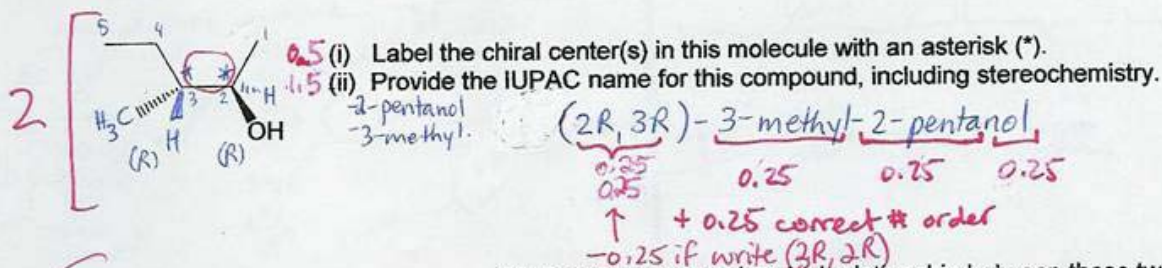 5 4 1
0.5 (i) Label the chiral center(s) in this molecule with an asterisk (*).
1.5 (ii) Provide the IUPAC name for this compound, including stereochemistry.
2
* *
3 2
H₃C H
H OH
(R) (R)
-2-pentanol
-3-methyl.
(2R, 3R) - 3-methyl-2-pentanol
0.25 0.25 0.25 0.25
0.25
↑ + 0.25 correct # order
-0.25 if write (3R, 2R)